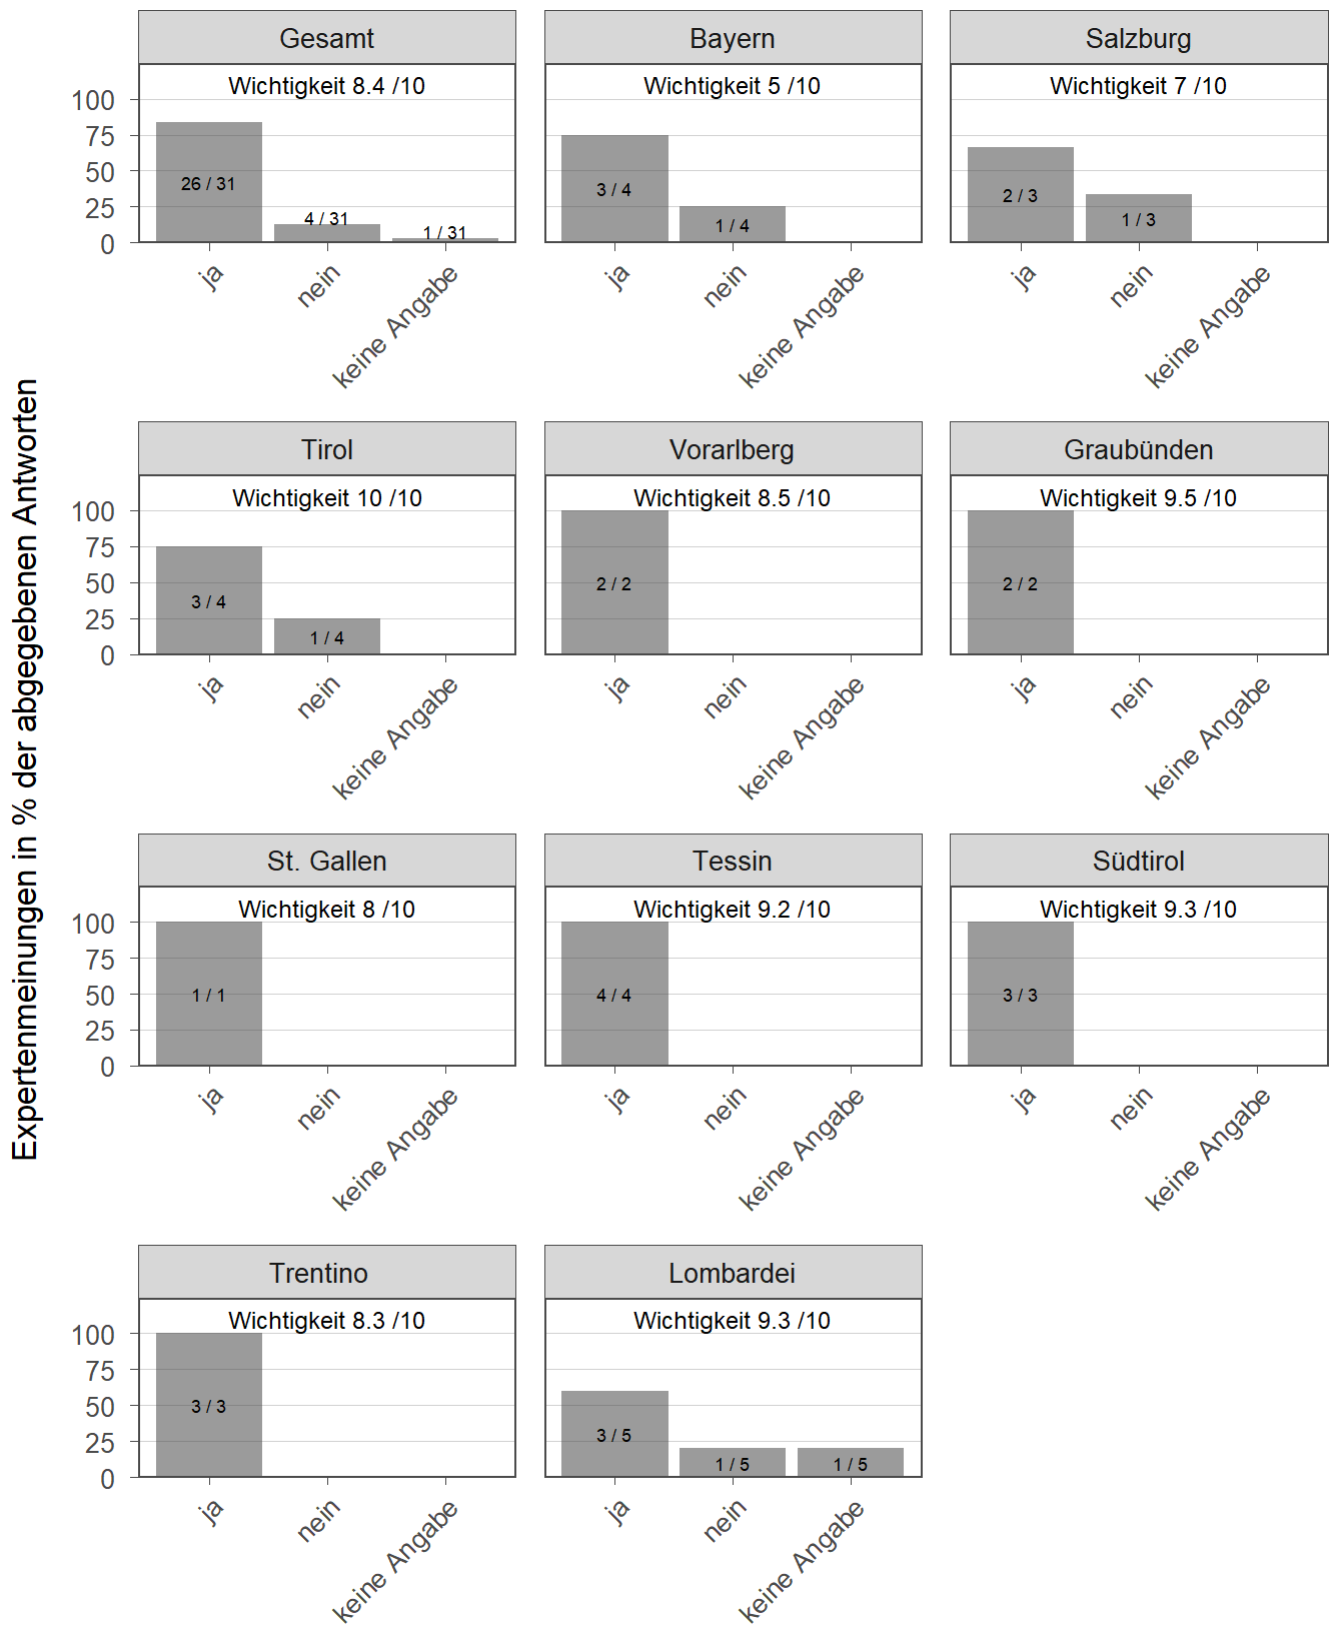 Expertenmeinungen in % der abgegebenen Antworten
Gesamt
Wichtigkeit 8.4 /10
100
75
50
25
0
26 / 31
4 / 31
1 / 31
ja
nein
keine Angabe
Bayern
Wichtigkeit 5 /10
3 / 4
1 / 4
ja
nein
keine Angabe
Salzburg
Wichtigkeit 7 /10
2 / 3
1 / 3
ja
nein
keine Angabe
Tirol
Wichtigkeit 10 /10
100
75
50
25
0
3 / 4
1 / 4
ja
nein
keine Angabe
Vorarlberg
Wichtigkeit 8.5 /10
2 / 2
ja
nein
keine Angabe
Graubünden
Wichtigkeit 9.5 /10
2 / 2
ja
nein
keine Angabe
St. Gallen
Wichtigkeit 8 /10
100
75
50
25
0
1 / 1
ja
nein
keine Angabe
Tessin
Wichtigkeit 9.2 /10
4 / 4
ja
nein
keine Angabe
Südtirol
Wichtigkeit 9.3 /10
3 / 3
ja
nein
keine Angabe
Trentino
Wichtigkeit 8.3 /10
100
75
50
25
0
3 / 3
ja
nein
keine Angabe
Lombardei
Wichtigkeit 9.3 /10
3 / 5
1 / 5
1 / 5
ja
nein
keine Angabe